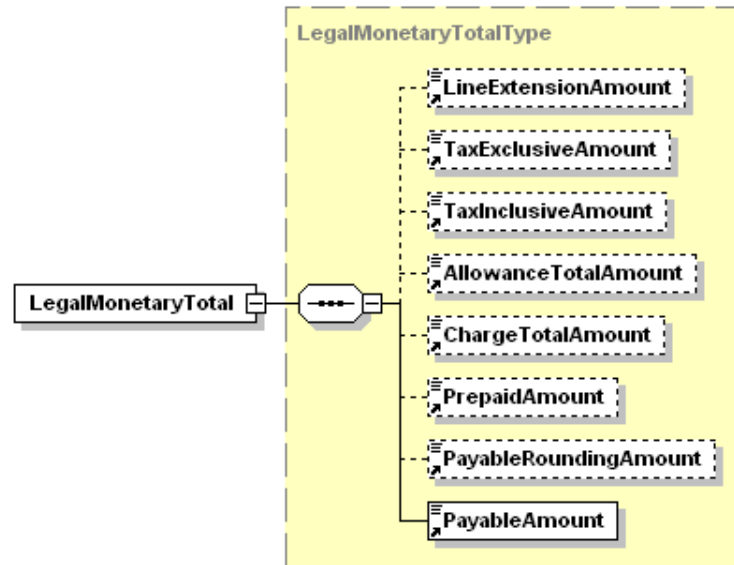 LegalMonetaryTotalType
LineExtensionAmount
TaxExclusiveAmount
TaxInclusiveAmount
AllowanceTotalAmount
LegalMonetaryTotal
ChargeTotalAmount
PrepaidAmount
PayableRoundingAmount
PayableAmount